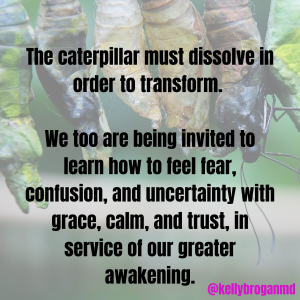 The caterpillar must dissolve in
order to transform.
We too are being invited to
learn how to feel fear,
confusion, and uncertainty with
grace, calm, and trust, in
service of our greater
awakening.
@kellybroganmd